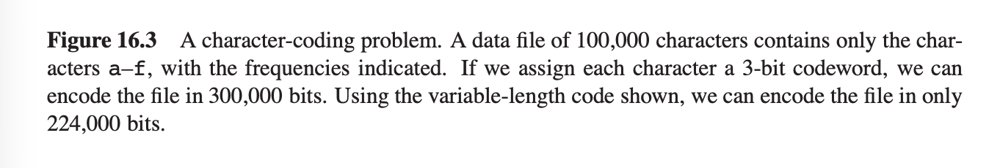 Figure 16.3 A character-coding problem. A data file of 100,000 characters contains only the char-
acters a–f, with the frequencies indicated. If we assign each character a 3-bit codeword, we can
encode the file in 300,000 bits. Using the variable-length code shown, we can encode the file in only
224,000 bits.